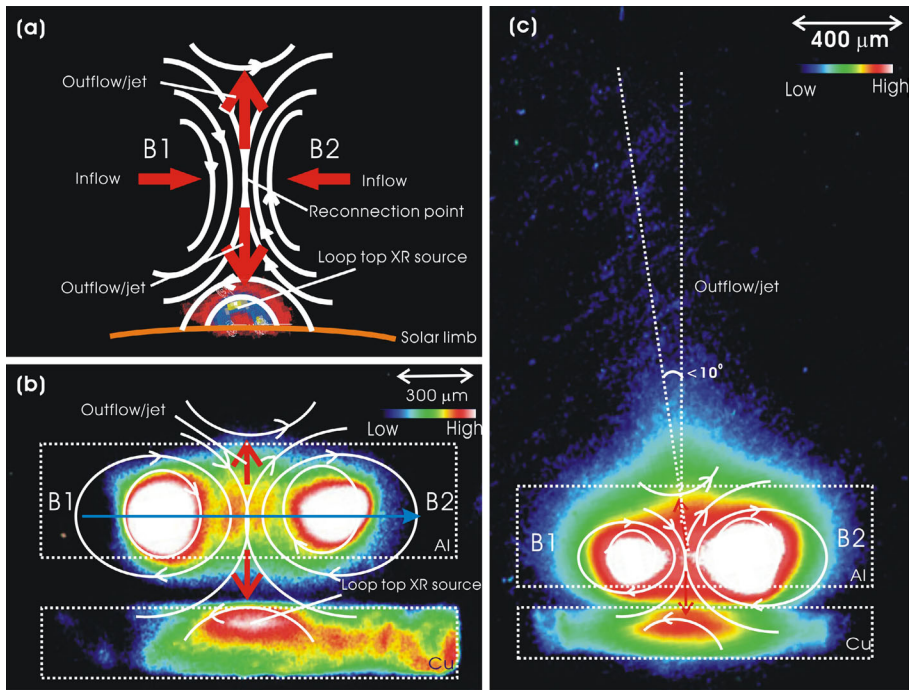 (a)
Outflow/jet
B1
B2
Inflow
Inflow
Reconnection point
Loop top XR source
Outflow/jet
Solar limb
(b)
300 μm
Outflow/jet
Low
High
B1
B2
Al
Loop top XR source
Cu
(c)
400 μm
Low
High
Outflow/jet
<10⁰
B1
B2
Al
Cu